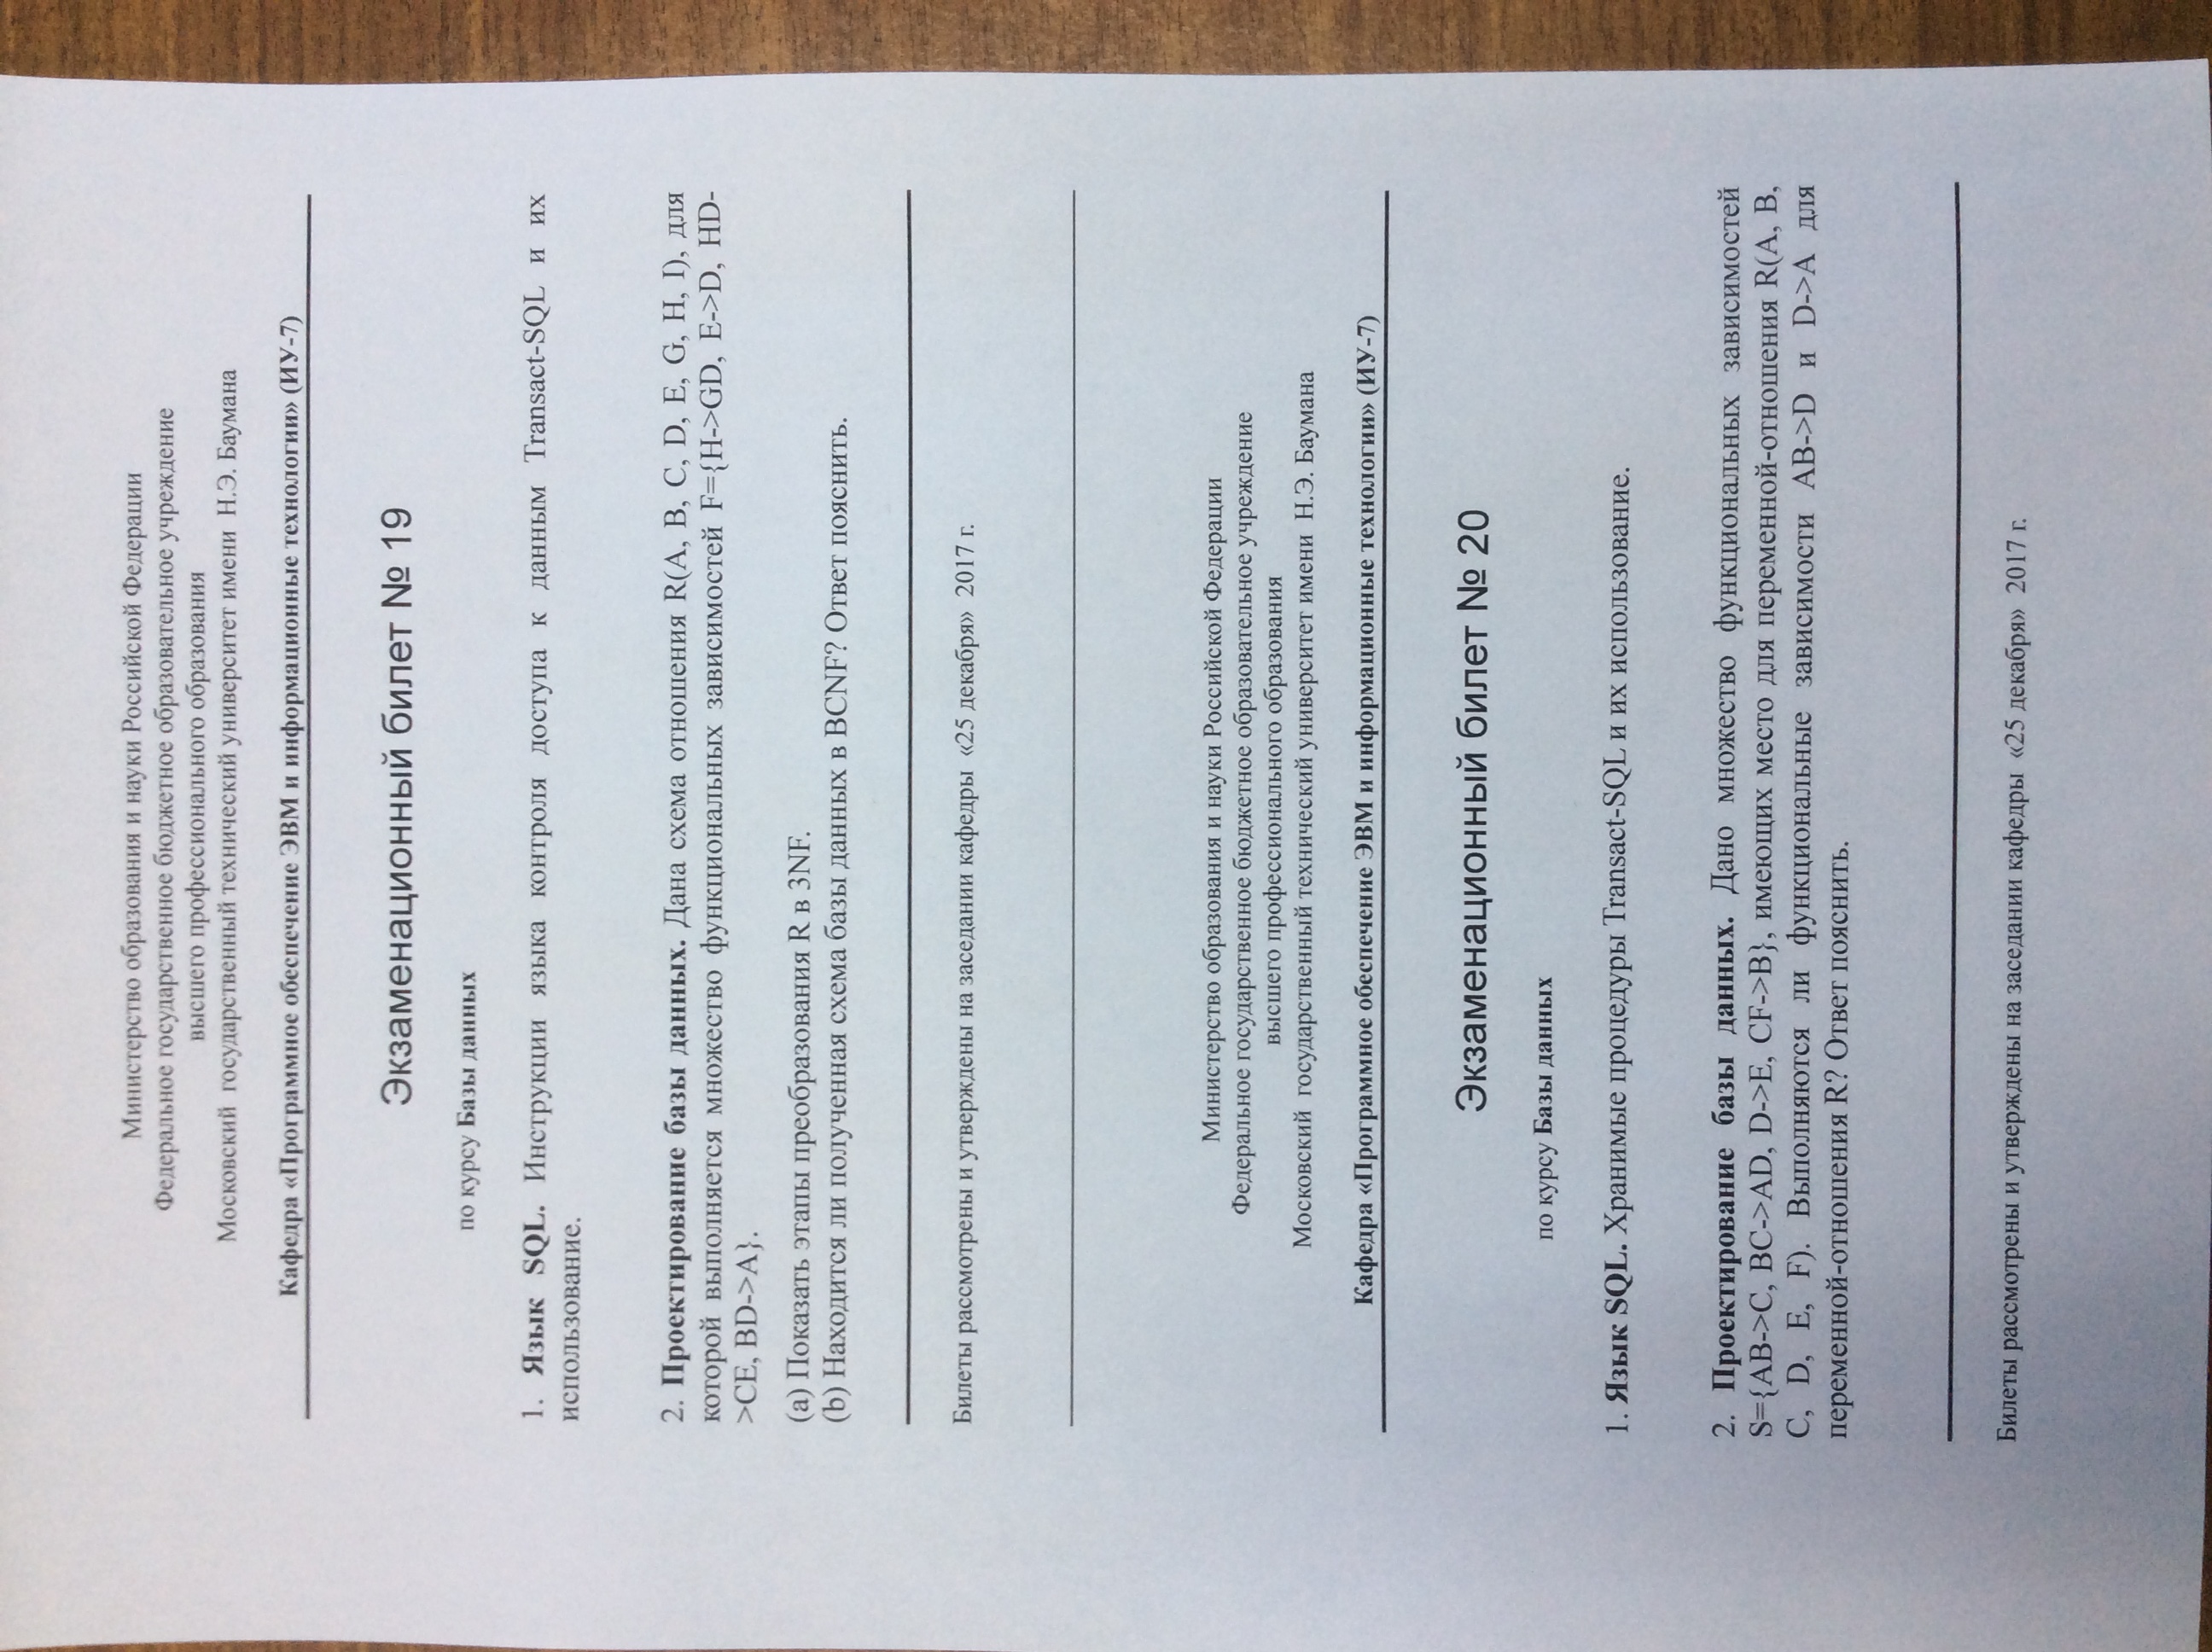 Министерство образования и науки Российской Федерации
Федеральное государственное бюджетное образовательное учреждение
высшего профессионального образования
Московский государственный технический университет имени Н.Э. Баумана
Кафедра «Программное обеспечение ЭВМ и информационные технологии» (ИУ-7)
Экзаменационный билет № 19
по курсу Базы данных
1. Язык SQL. Инструкции языка контроля доступа к данным Transact-SQL и их
использование.
2. Проектирование базы данных. Дана схема отношения R(A, B, C, D, E, G, H, I), для
которой выполняется множество функциональных зависимостей F={H->GD, E->D, HD-
>CE, BD->A}.
(a) Показать этапы преобразования R в 3NF.
(b) Находится ли полученная схема базы данных в BCNF? Ответ пояснить.
Билеты рассмотрены и утверждены на заседании кафедры «25 декабря» 2017 г.
Министерство образования и науки Российской Федерации
Федеральное государственное бюджетное образовательное учреждение
высшего профессионального образования
Московский государственный технический университет имени Н.Э. Баумана
Кафедра «Программное обеспечение ЭВМ и информационные технологии» (ИУ-7)
Экзаменационный билет № 20
по курсу Базы данных
1. Язык SQL. Хранимые процедуры Transact-SQL и их использование.
2. Проектирование базы данных. Дано множество функциональных зависимостей
S={AB->C, BC->AD, D->E, CF->B}, имеющих место для переменной-отношения R(A, B,
C, D, E, F). Выполняются ли функциональные зависимости AB->D и D->A для
переменной-отношения R? Ответ пояснить.
Билеты рассмотрены и утверждены на заседании кафедры «25 декабря» 2017 г.